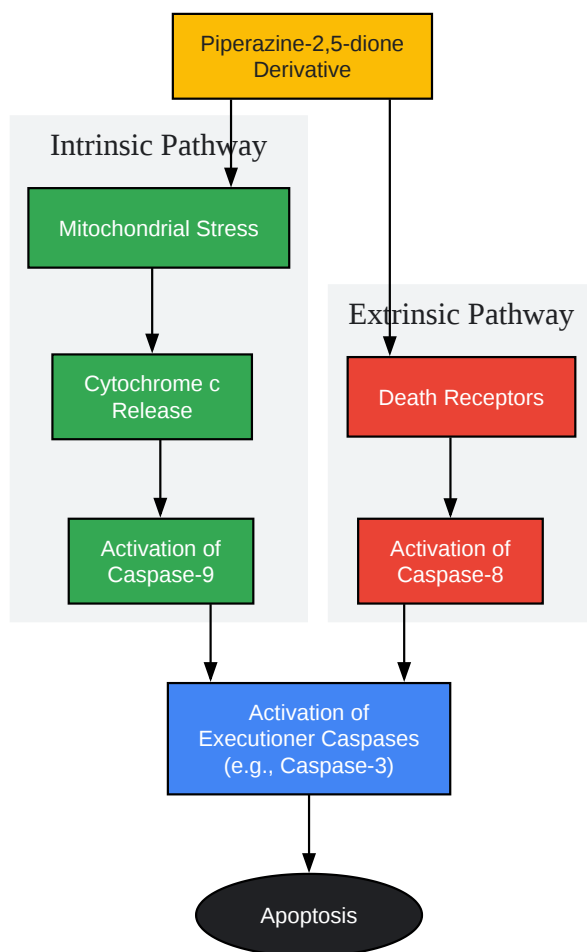 Piperazine-2,5-dione
Derivative
Intrinsic Pathway
Mitochondrial Stress
Cytochrome c
Release
Activation of
Caspase-9
Extrinsic Pathway
Death Receptors
Activation of
Caspase-8
Activation of
Executioner Caspases
(e.g., Caspase-3)
Apoptosis